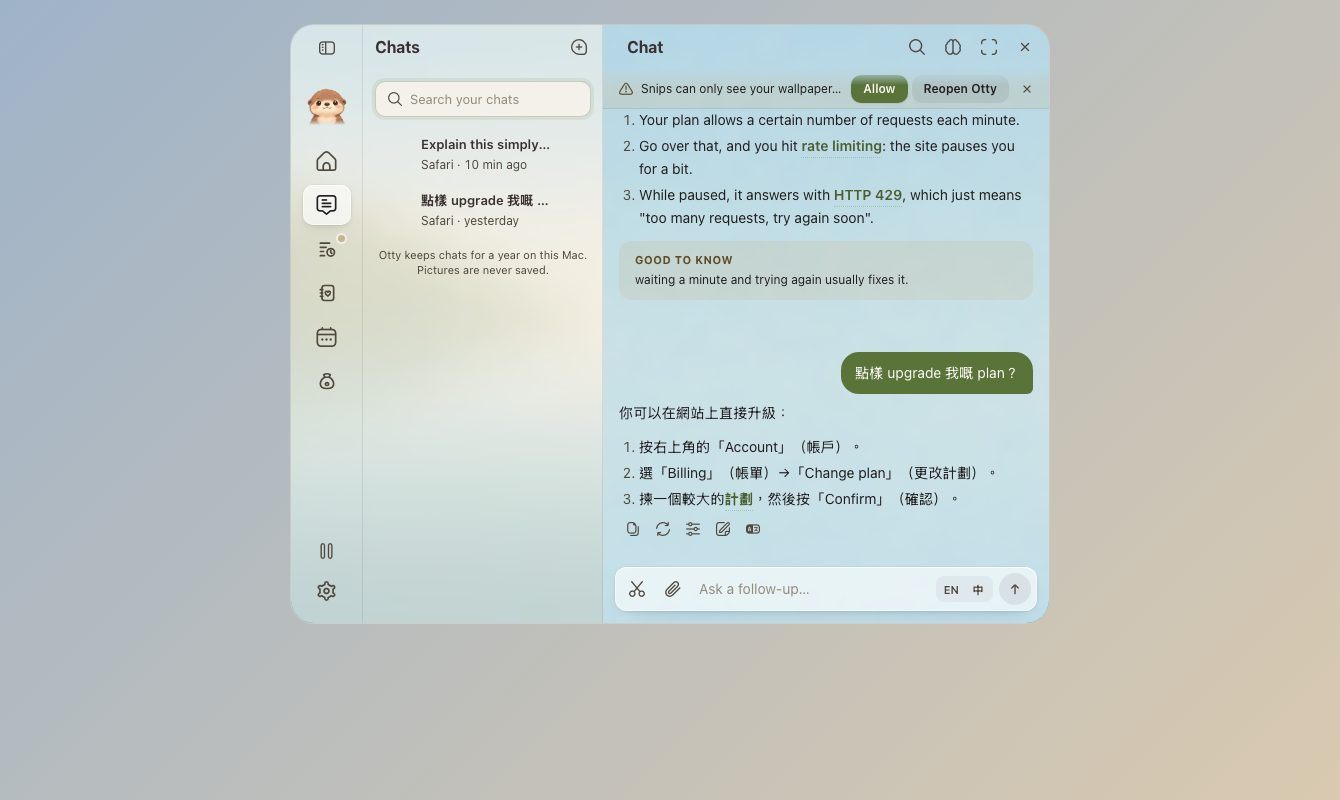 Chats
Search your chats
Explain this simply...
Safari · 10 min ago
點樣 upgrade 我嘅 ...
Safari · yesterday
Otty keeps chats for a year on this Mac.
Pictures are never saved.
Chat
Snips can only see your wallpaper...
Allow
Reopen Otty
1. Your plan allows a certain number of requests each minute.
2. Go over that, and you hit rate limiting: the site pauses you
for a bit.
3. While paused, it answers with HTTP 429, which just means
"too many requests, try again soon".
GOOD TO KNOW
waiting a minute and trying again usually fixes it.
點樣 upgrade 我嘅 plan？
你可以在網站上直接升級：
1. 按右上角的「Account」（帳戶）。
2. 選「Billing」（帳單）→「Change plan」（更改計劃）。
3. 揀一個較大的計劃，然後按「Confirm」（確認）。
Ask a follow-up...
EN 中